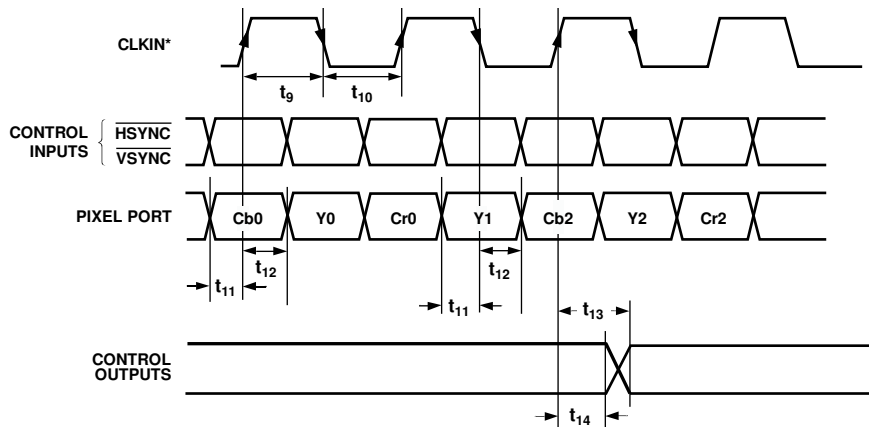 CLKIN*
t9 t10
CONTROL INPUTS
HSYNC
VSYNC
PIXEL PORT
Cb0 Y0 Cr0 Y1 Cb2 Y2 Cr2
t12 t12
t11 t11
t13
CONTROL
OUTPUTS
t14